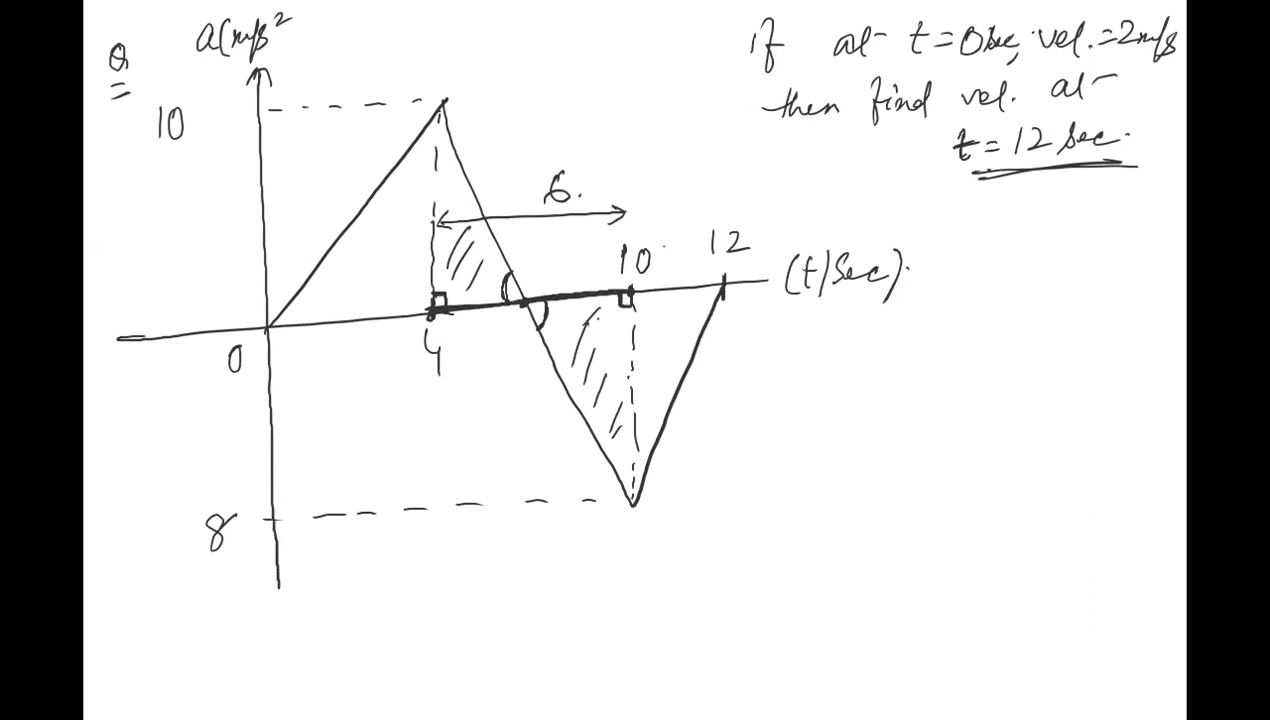 Q
a(m/s²
10
if at t=0sec, vel.=2m/s
then find vel. at
t=12 sec.
6.
10
12
(t/sec).
0
4
8